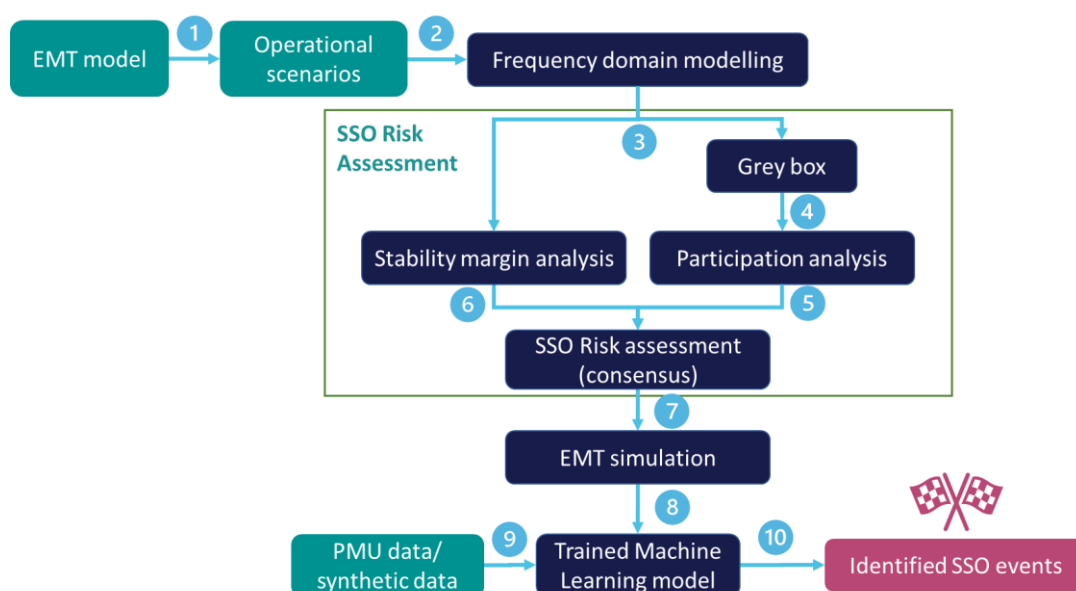 1
2
EMT model
Operational
scenarios
Frequency domain modelling
SSO Risk
Assessment
3
Grey box
4
Stability margin analysis
Participation analysis
6
5
SSO Risk assessment
(consensus)
7
EMT simulation
8
PMU data/
synthetic data
9
Trained Machine
Learning model
10
Identified SSO events